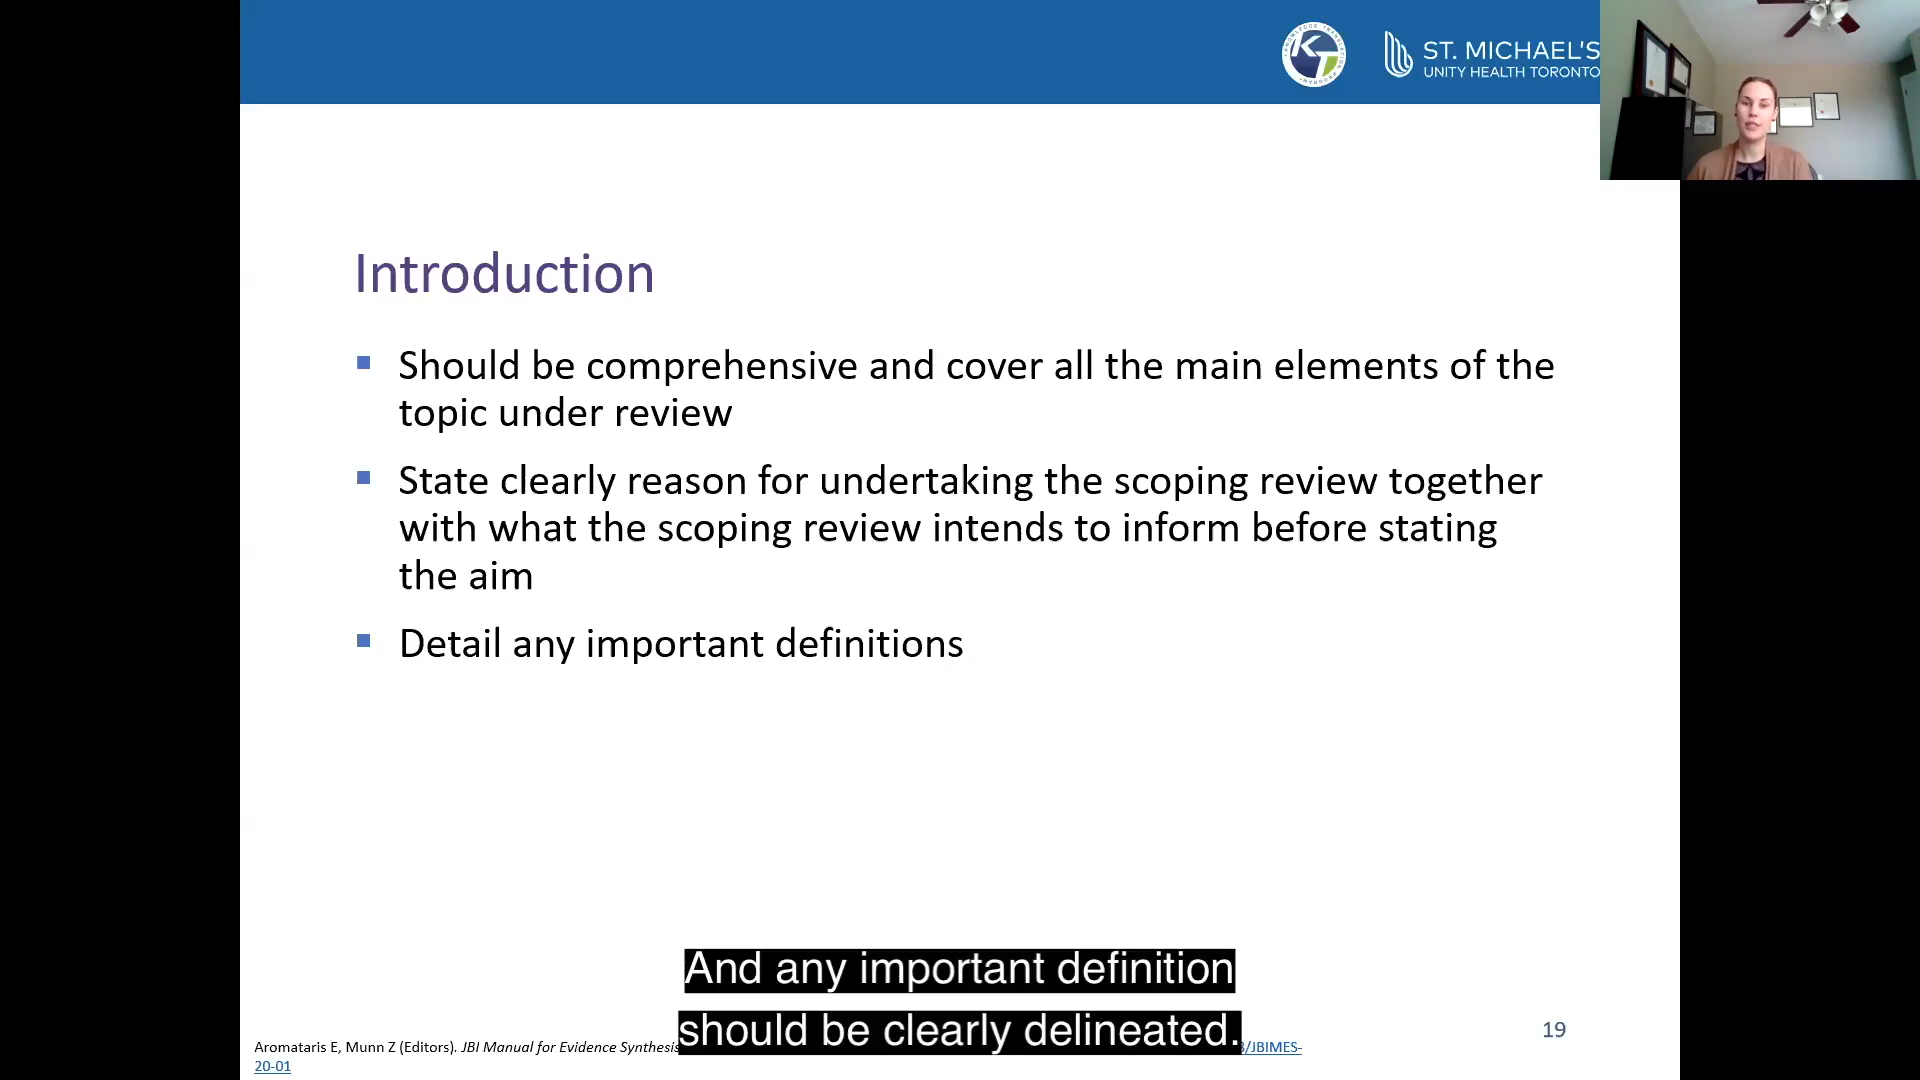 ST. MICHAEL'S
UNITY HEALTH TORONTO
KT
Introduction
▪ Should be comprehensive and cover all the main elements of the
topic under review
▪ State clearly reason for undertaking the scoping review together
with what the scoping review intends to inform before stating
the aim
▪ Detail any important definitions
And any important definition
should be clearly delineated.
19
Aromataris E, Munn Z (Editors). JBI Manual for Evidence Synthesis
/JBIMES-
20-01